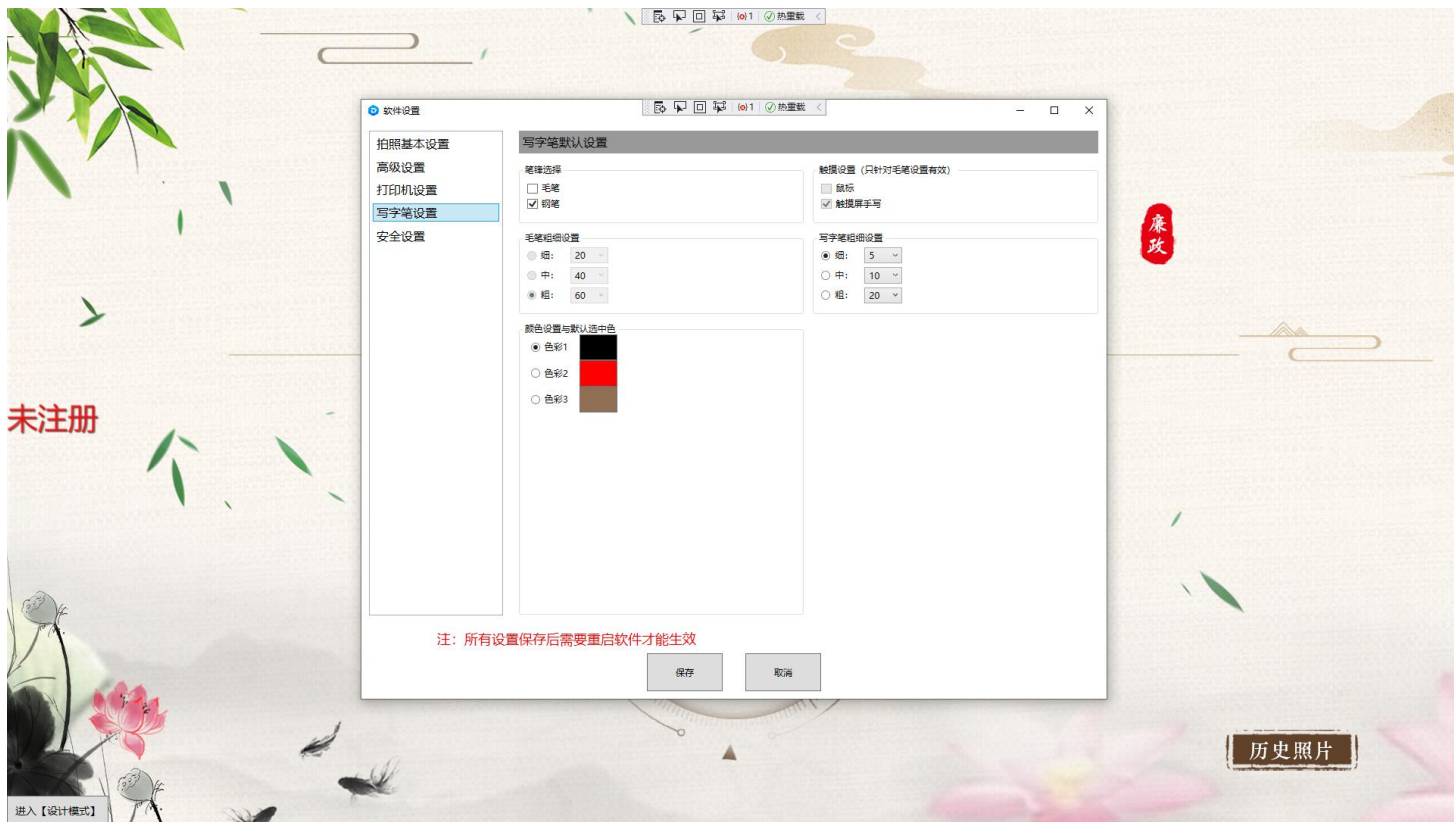 1 热重载
软件设置
1 热重载
拍照基本设置
高级设置
打印机设置
写字笔设置
安全设置
写字笔默认设置
笔锋选择
毛笔
钢笔
触摸设置（只针对毛笔设置有效）
鼠标
触摸屏手写
毛笔粗细设置
细： 20
中： 40
粗： 60
写字笔粗细设置
细： 5
中： 10
粗： 20
颜色设置与默认选中色
色彩1
色彩2
色彩3
注：所有设置保存后需要重启软件才能生效
保存
取消
廉政
未注册
历史照片
进入【设计模式】